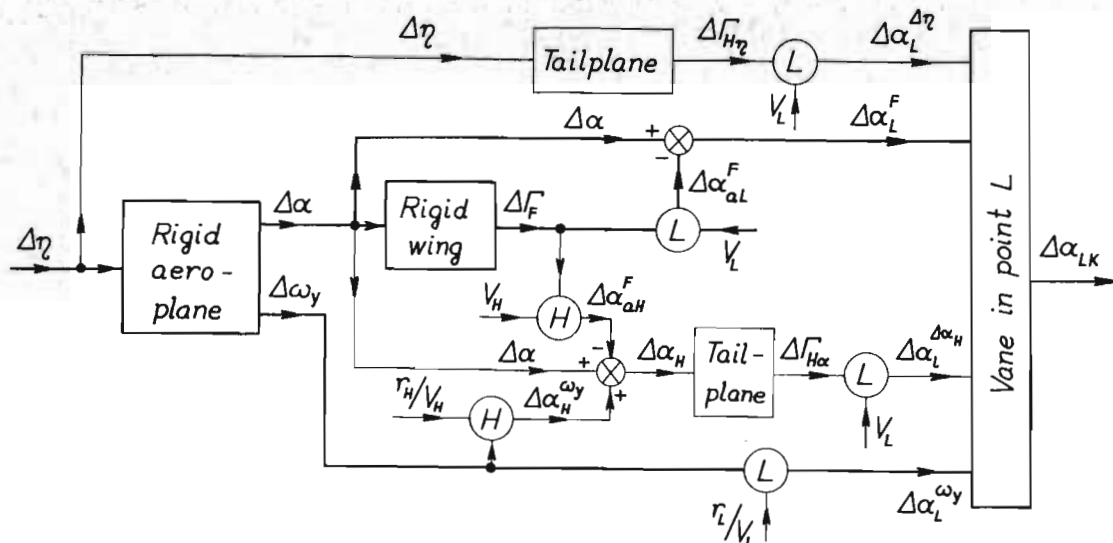 Δη
Tailplane
ΔΓ_Hη
L
V_L
Δα_L^Δη
Δα
+
−
Δα_L^F
Δα_aL^F
Δη
Rigid
aero-
plane
Δα
Rigid
wing
ΔΓ_F
L
V_L
Δω_y
V_H
H
Δα_aH^F
−
Δα
+
+
Δα_H
Tail-
plane
ΔΓ_Hα
L
V_L
Δα_L^Δα_H
r_H/V_H
H
Δα_H^ω_y
L
r_L/V_L
Δα_L^ω_y
Vane in point L
Δα_LK